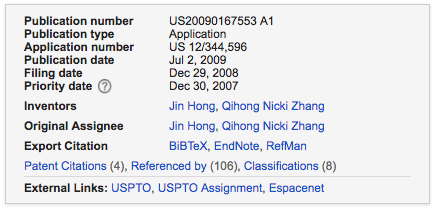 Publication number US20090167553 A1
Publication type Application
Application number US 12/344,596
Publication date Jul 2, 2009
Filing date Dec 29, 2008
Priority date ? Dec 30, 2007
Inventors Jin Hong, Qihong Nicki Zhang
Original Assignee Jin Hong, Qihong Nicki Zhang
Export Citation BiBTeX, EndNote, RefMan
Patent Citations (4), Referenced by (106), Classifications (8)
External Links: USPTO, USPTO Assignment, Espacenet